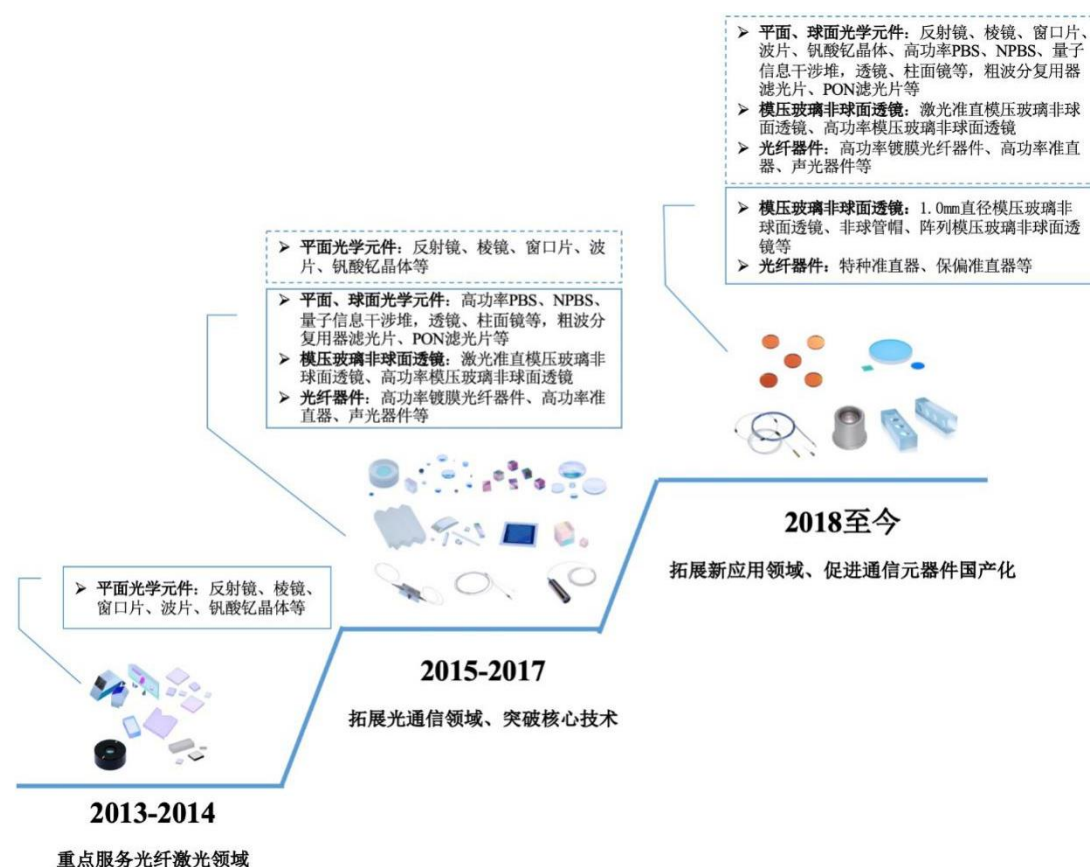 ➢ 平面、球面光学元件：反射镜、棱镜、窗口片、
波片、钒酸钇晶体、高功率PBS、NPBS、量子
信息干涉堆，透镜、柱面镜等，粗波分复用器
滤光片、PON滤光片等
➢ 模压玻璃非球面透镜：激光准直模压玻璃非球
面透镜、高功率模压玻璃非球面透镜
➢ 光纤器件：高功率镀膜光纤器件、高功率准直
器、声光器件等
➢ 模压玻璃非球面透镜：1.0mm直径模压玻璃非
球面透镜、非球管帽、阵列模压玻璃非球面透
镜等
➢ 光纤器件：特种准直器、保偏准直器等
2018至今
拓展新应用领域、促进通信元器件国产化
➢ 平面光学元件：反射镜、棱镜、窗口片、波
片、钒酸钇晶体等
➢ 平面、球面光学元件：高功率PBS、NPBS、
量子信息干涉堆，透镜、柱面镜等，粗波分
复用器滤光片、PON滤光片等
➢ 模压玻璃非球面透镜：激光准直模压玻璃非
球面透镜、高功率模压玻璃非球面透镜
➢ 光纤器件：高功率镀膜光纤器件、高功率准
直器、声光器件等
2015-2017
拓展光通信领域、突破核心技术
➢ 平面光学元件：反射镜、棱镜、
窗口片、波片、钒酸钇晶体等
2013-2014
重点服务光纤激光领域